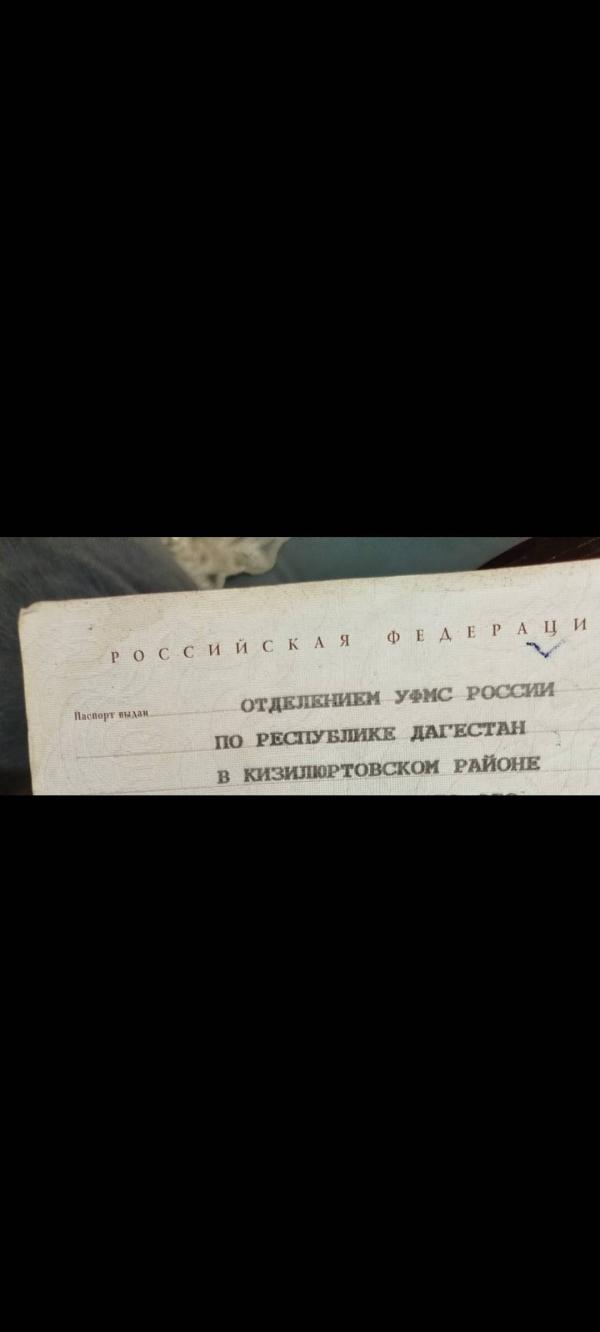 РОССИЙСКАЯ ФЕДЕРАЦИ
Паспорт выдан ОТДЕЛЕНИЕМ УФМС РОССИИ
ПО РЕСПУБЛИКЕ ДАГЕСТАН
В КИЗИЛЮРТОВСКОМ РАЙОНЕ